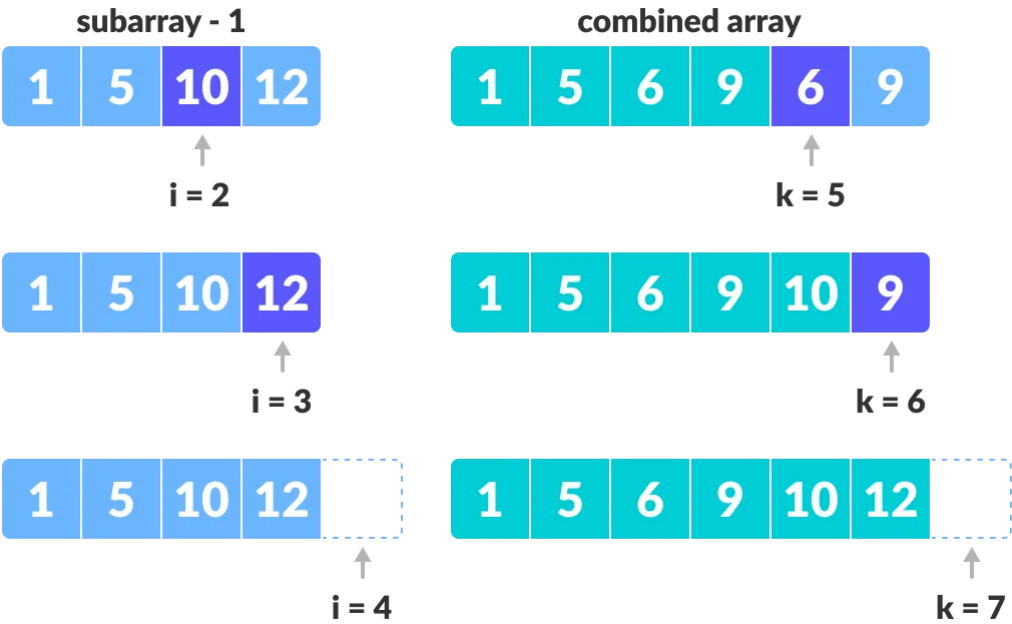 subarray - 1
combined array
1 5 10 12
1 5 6 9 6 9
i = 2
k = 5
1 5 10 12
1 5 6 9 10 9
i = 3
k = 6
1 5 10 12
1 5 6 9 10 12
i = 4
k = 7